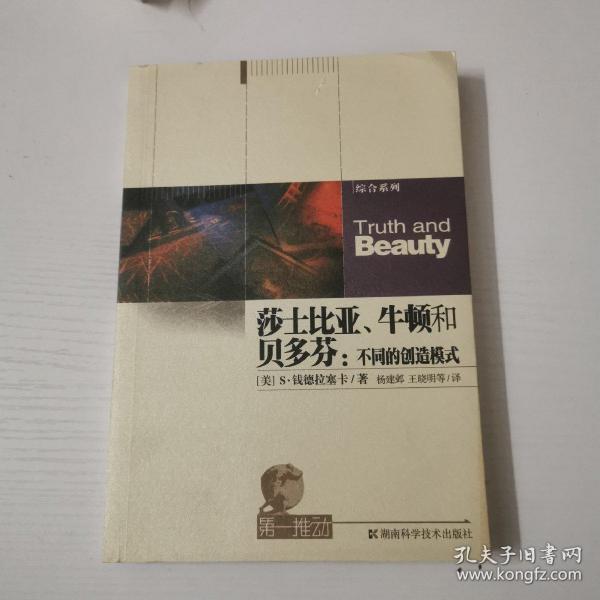 综合系列
Truth and
Beauty
莎士比亚、牛顿和
贝多芬：不同的创造模式
[美] S·钱德拉塞卡/著 杨建邺 王晓明等/译
第一推动
湖南科学技术出版社
孔夫子旧书网
www.kongfz.com